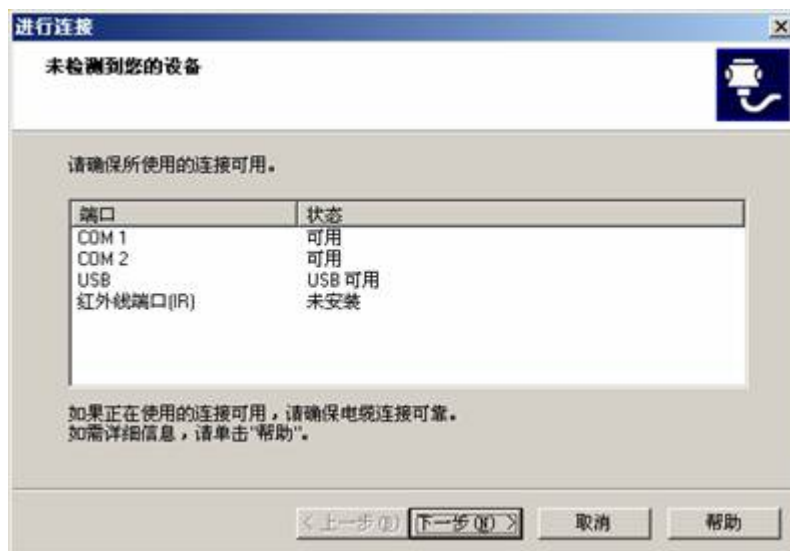 进行连接
未检测到您的设备
请确保所使用的连接可用。
端口 状态
COM 1 可用
COM 2 可用
USB USB 可用
红外线端口(IR) 未安装
如果正在使用的连接可用，请确保电缆连接可靠。
如需详细信息，请单击"帮助"。
< 上一步(B) 下一步(N) > 取消 帮助